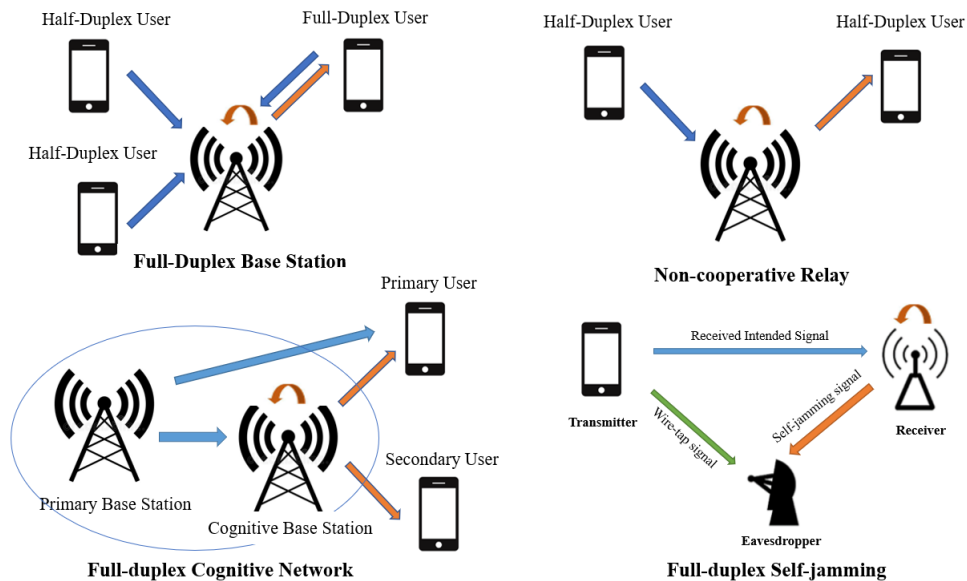 Half-Duplex User
Full-Duplex User
Half-Duplex User
Full-Duplex Base Station
Half-Duplex User
Half-Duplex User
Non-cooperative Relay
Primary User
Primary Base Station
Cognitive Base Station
Secondary User
Full-duplex Cognitive Network
Received Intended Signal
Transmitter
Wire-tap signal
Self-jamming signal
Receiver
Eavesdropper
Full-duplex Self-jamming